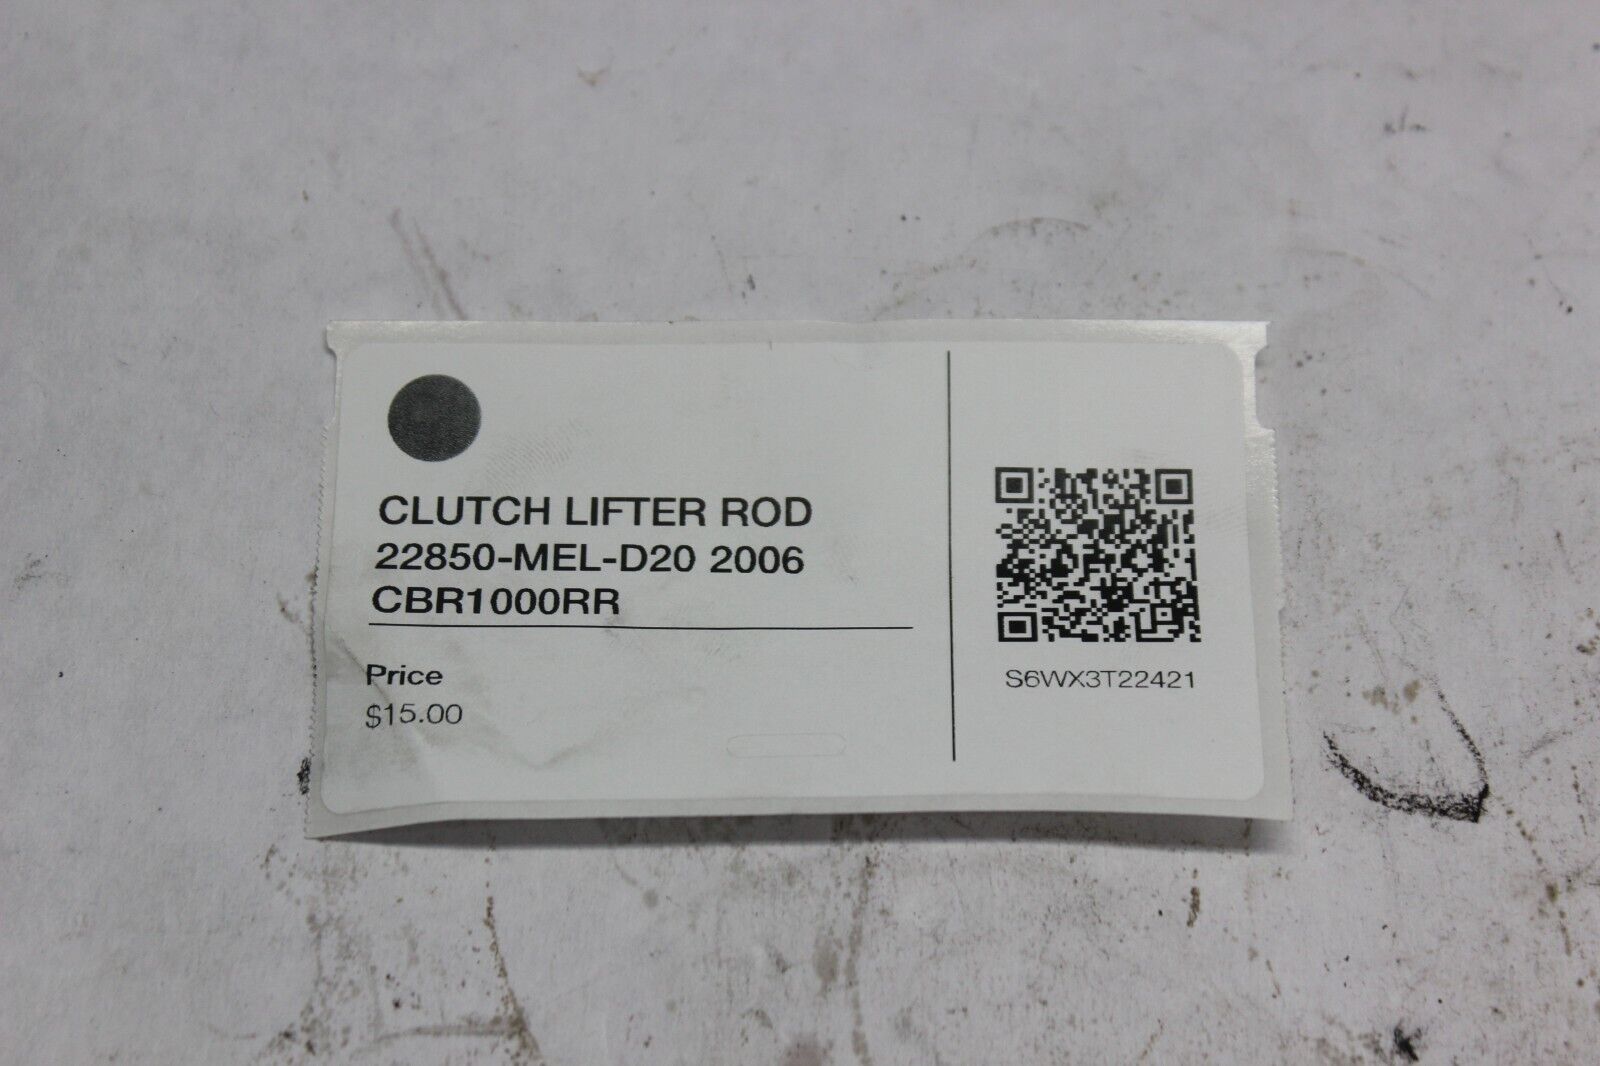 CLUTCH LIFTER ROD
22850-MEL-D20 2006
CBR1000RR
Price
$15.00
S6WX3T22421